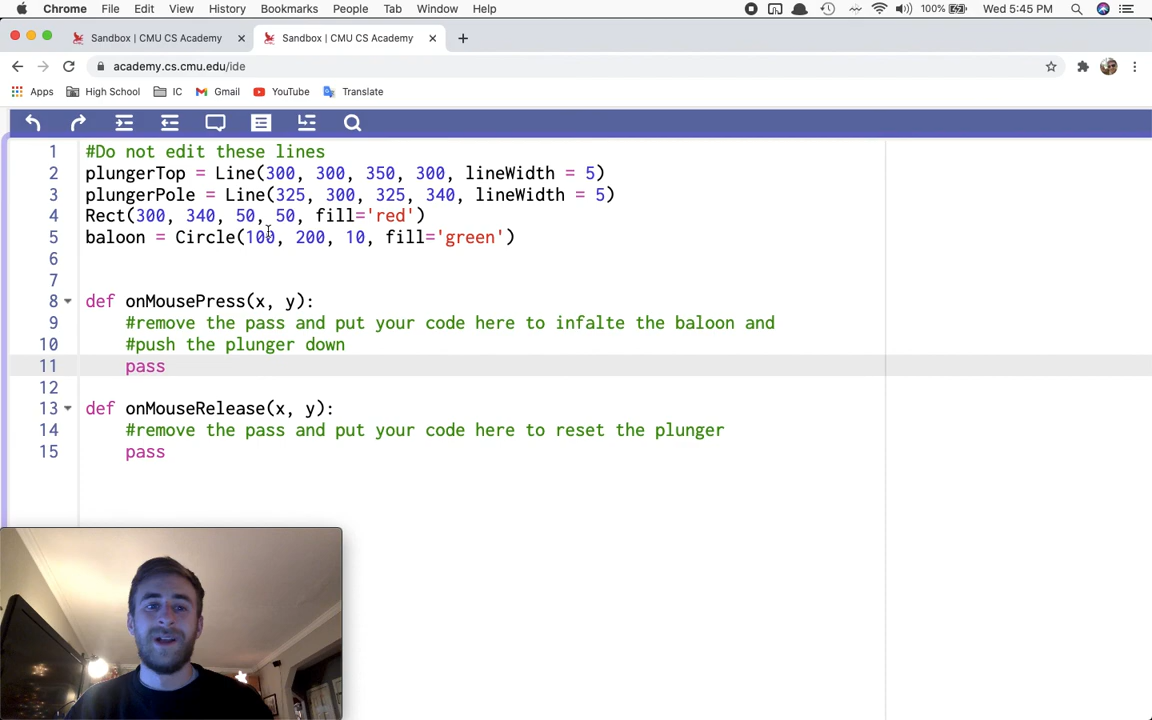 Chrome File Edit View History Bookmarks People Tab Window Help 100% Wed 5:45 PM
Sandbox | CMU CS Academy Sandbox | CMU CS Academy
academy.cs.cmu.edu/ide
Apps High School IC Gmail YouTube Translate
1 #Do not edit these lines
2 plungerTop = Line(300, 300, 350, 300, lineWidth = 5)
3 plungerPole = Line(325, 300, 325, 340, lineWidth = 5)
4 Rect(300, 340, 50, 50, fill='red')
5 baloon = Circle(100, 200, 10, fill='green')
6
7
8 def onMousePress(x, y):
9 #remove the pass and put your code here to infalte the baloon and
10 #push the plunger down
11 pass
12
13 def onMouseRelease(x, y):
14 #remove the pass and put your code here to reset the plunger
15 pass